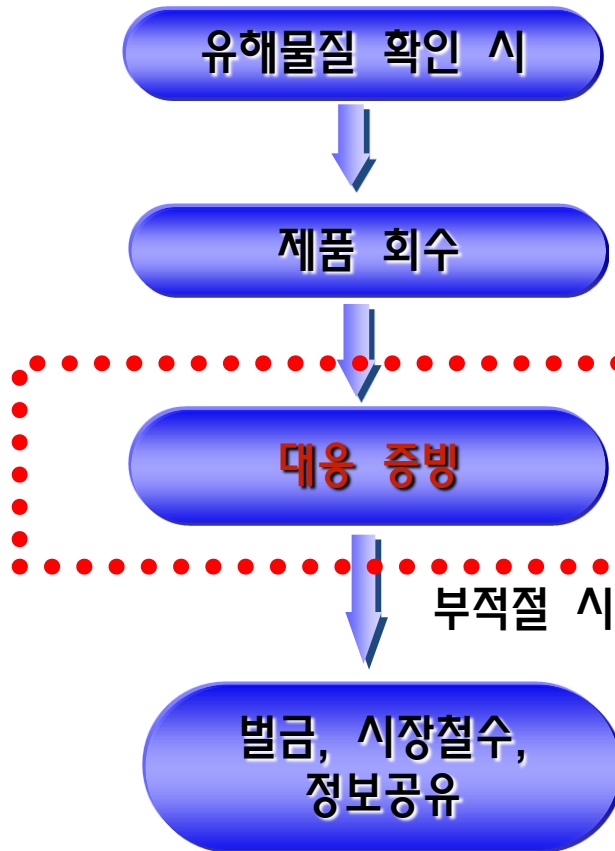 유해물질 확인 시
제품 회수
대응 증빙
부적절 시
벌금, 시장철수,
정보공유